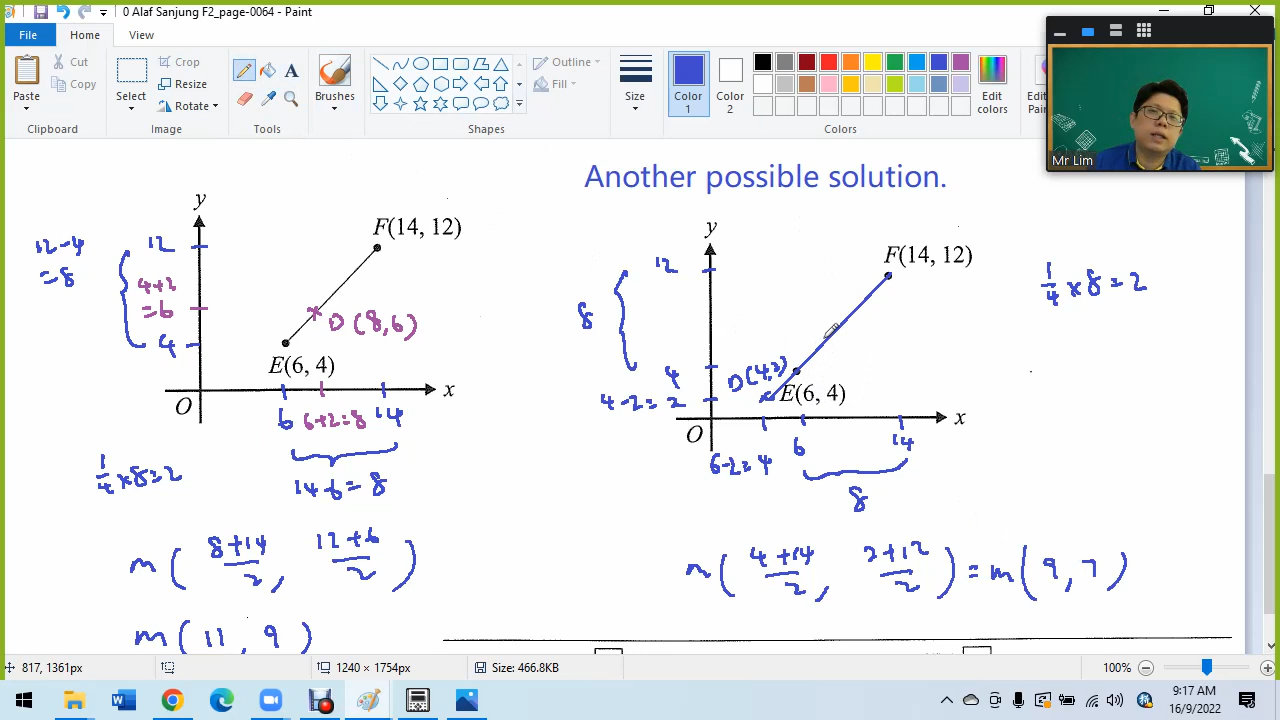 0 Alaf Sanjung F2_page-0064 - Paint
File
Home
View
Paste
Cut
Copy
Clipboard
Select
Crop
Resize
Rotate
Image
A
Tools
Brushes
Shapes
Outline
Fill
Size
Color 1
Color 2
Colors
Edit colors
Edit
Pai
Mr Lim
Another possible solution.
y
F(14, 12)
12-4
=8
12
4+2
=6
4
D (8,6)
E(6, 4)
x
O
6
6+2=8
14
14-6=8
1/4 x 8=2
m ( 8+14/2, 12+6/2 )
m ( 11, 9 )
y
F(14, 12)
12
8
4
4-2=2
D(4,2)
E(6, 4)
x
O
6-2=4
6
14
8
1/4 x 8=2
m ( 4+14/2, 2+12/2 ) = m ( 9, 7 )
817, 1361px
1240 × 1754px
Size: 466.8KB
100%
9:17 AM
16/9/2022